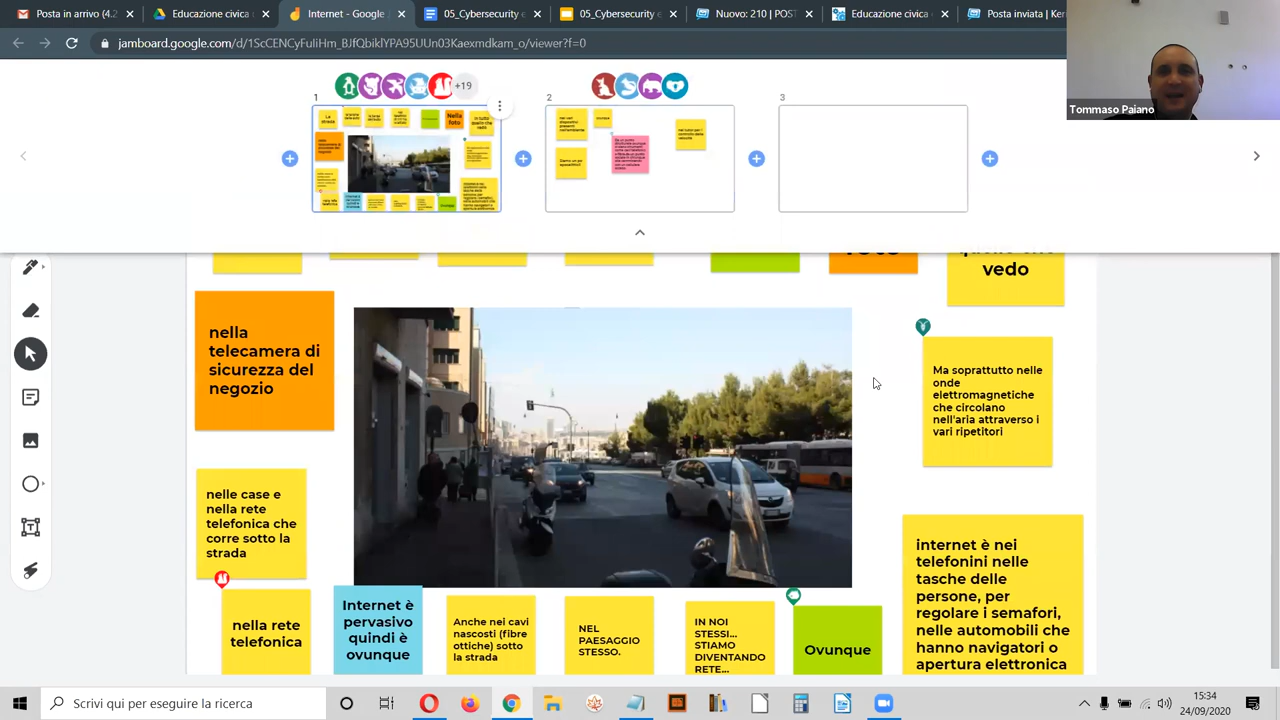 Posta in arrivo (4.2
Educazione civica
Internet - Google
05_Cybersecurity e
05_Cybersecurity e
Nuovo: 210 | POST
Educazione civica -
Posta inviata | Ker
jamboard.google.com/d/1ScCENCyFuliHm_BJfQbiklYPA95UUn03Kaexmdkam_o/viewer?f=0
Tommaso Paiano
+19
1
2
3
La strada
Nella foto
vedo
nella
telecamera di
sicurezza del
negozio
Ma soprattutto nelle
onde
elettromagnetiche
che circolano
nell'aria attraverso i
vari ripetitori
nelle case e
nella rete
telefonica che
corre sotto la
strada
internet è nei
telefonini nelle
tasche delle
persone, per
regolare i semafori,
nelle automobili che
hanno navigatori o
apertura elettronica
nella rete
telefonica
Internet è
pervasivo
quindi è
ovunque
Anche nei cavi
nascosti (fibre
ottiche) sotto
la strada
NEL
PAESAGGIO
STESSO.
IN NOI
STESSI...
STIAMO
DIVENTANDO
RETE...
Ovunque
Scrivi qui per eseguire la ricerca
15:34
24/09/2020